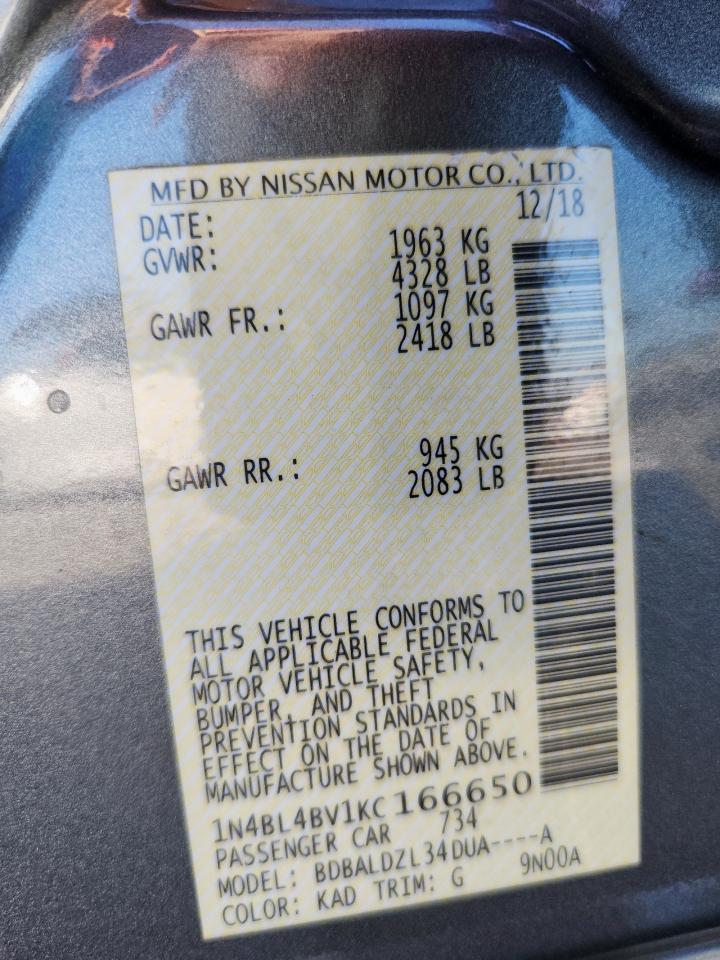 MFD BY NISSAN MOTOR CO., LTD.
DATE: 12/18
GVWR: 1963 KG
4328 LB
GAWR FR.: 1097 KG
2418 LB
GAWR RR.: 945 KG
2083 LB
THIS VEHICLE CONFORMS TO
ALL APPLICABLE FEDERAL
MOTOR VEHICLE SAFETY,
BUMPER, AND THEFT
PREVENTION STANDARDS IN
EFFECT ON THE DATE OF
MANUFACTURE SHOWN ABOVE.
1N4BL4BV1KC166650
PASSENGER CAR 734
MODEL: BDBALDZL34DUA----A
COLOR: KAD TRIM: G 9N00A